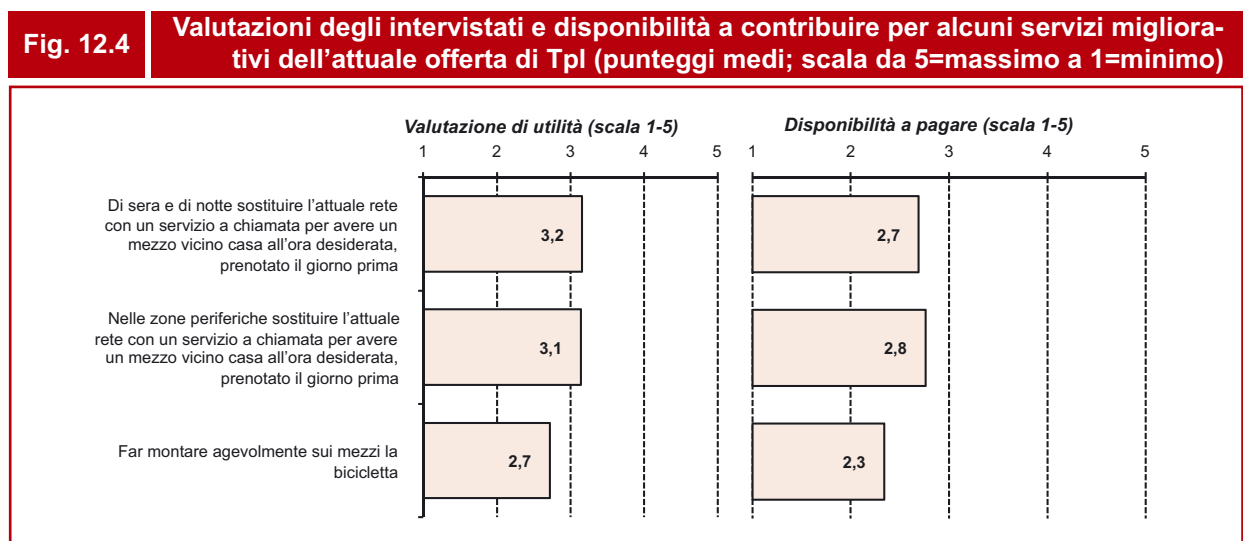 Fig. 12.4
Valutazioni degli intervistati e disponibilità a contribuire per alcuni servizi migliora-
tivi dell'attuale offerta di Tpl (punteggi medi; scala da 5=massimo a 1=minimo)
Valutazione di utilità (scala 1-5)
Disponibilità a pagare (scala 1-5)
1 2 3 4 5
1 2 3 4 5
Di sera e di notte sostituire l'attuale rete
con un servizio a chiamata per avere un
mezzo vicino casa all'ora desiderata,
prenotato il giorno prima
3,2
2,7
Nelle zone periferiche sostituire l'attuale
rete con un servizio a chiamata per avere
un mezzo vicino casa all'ora desiderata,
prenotato il giorno prima
3,1
2,8
Far montare agevolmente sui mezzi la
bicicletta
2,7
2,3